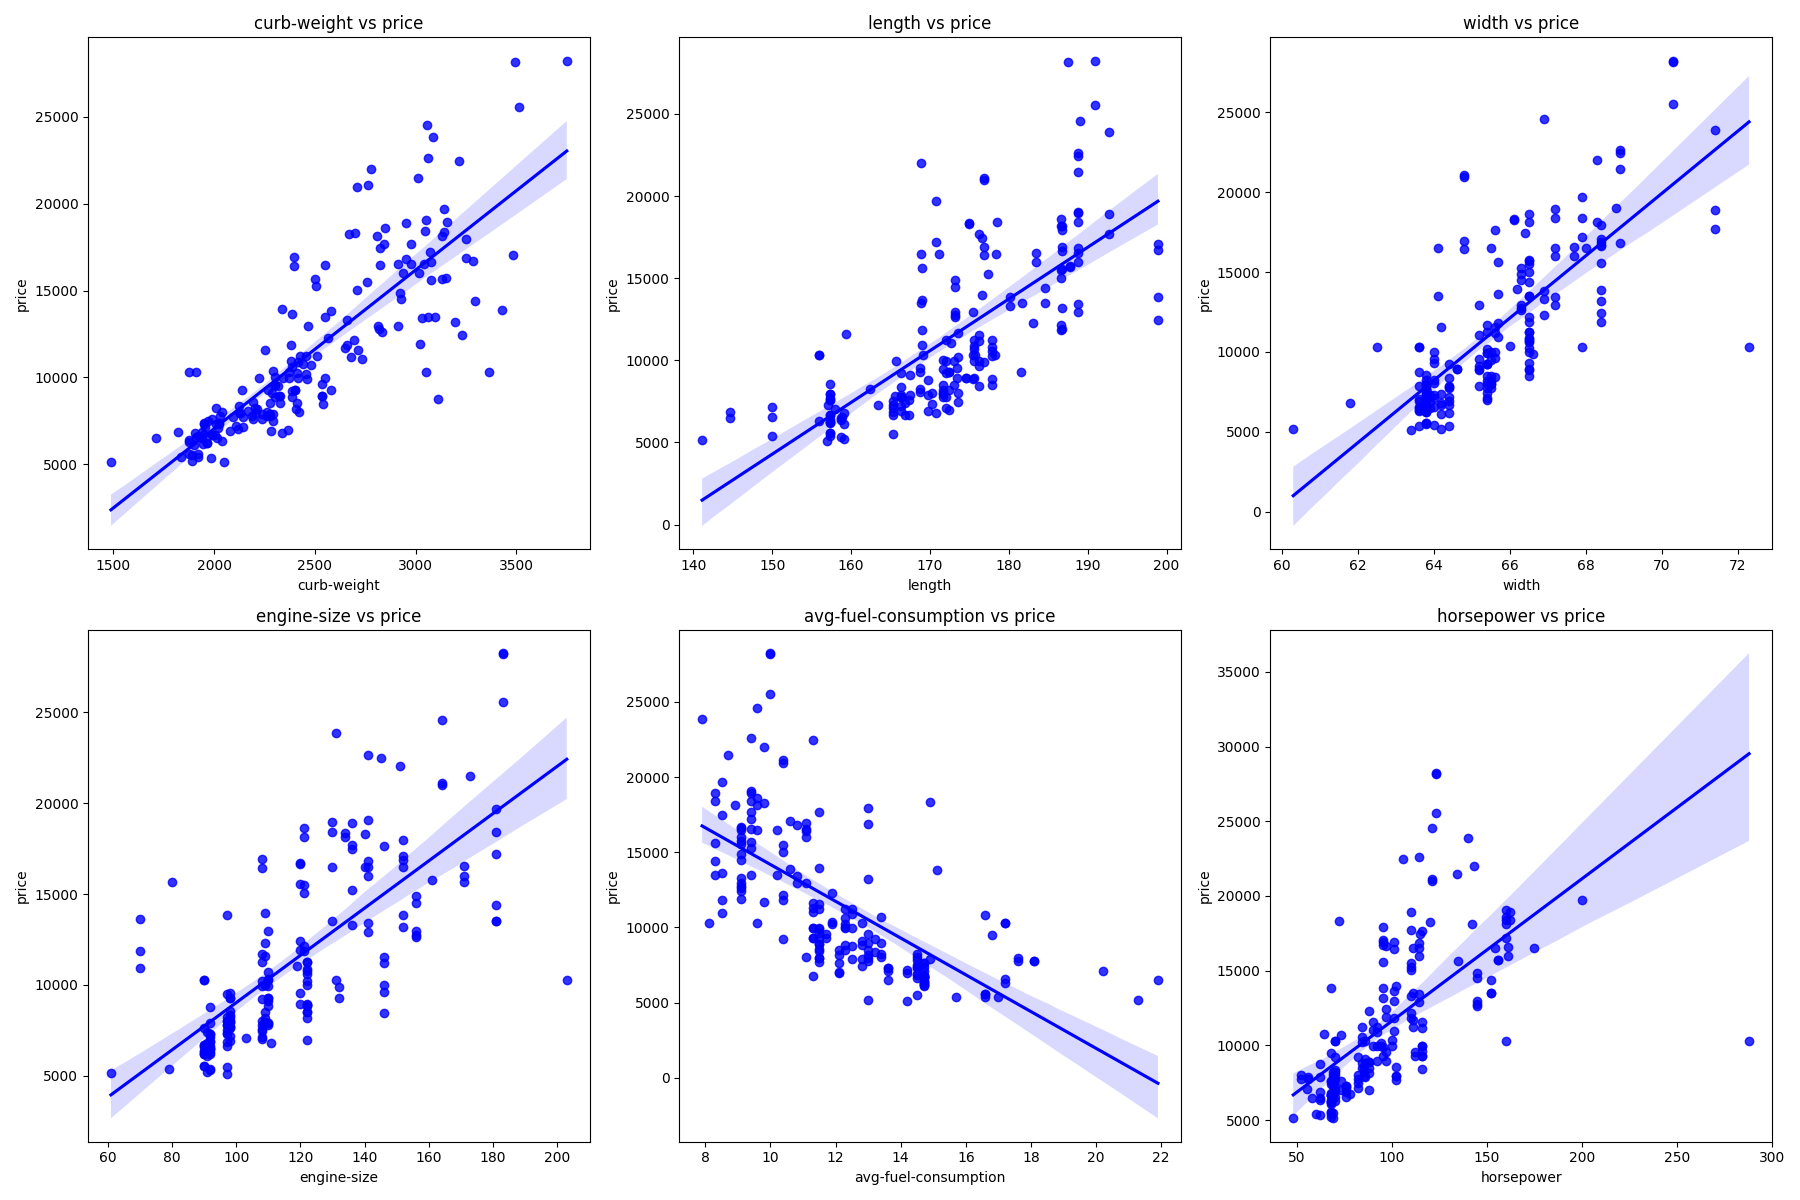 curb-weight vs price
price
25000
20000
15000
10000
5000
1500 2000 2500 3000 3500
curb-weight
length vs price
price
25000
20000
15000
10000
5000
0
140 150 160 170 180 190 200
length
width vs price
price
25000
20000
15000
10000
5000
0
60 62 64 66 68 70 72
width
engine-size vs price
price
25000
20000
15000
10000
5000
60 80 100 120 140 160 180 200
engine-size
avg-fuel-consumption vs price
price
25000
20000
15000
10000
5000
0
8 10 12 14 16 18 20 22
avg-fuel-consumption
horsepower vs price
price
35000
30000
25000
20000
15000
10000
5000
50 100 150 200 250 300
horsepower